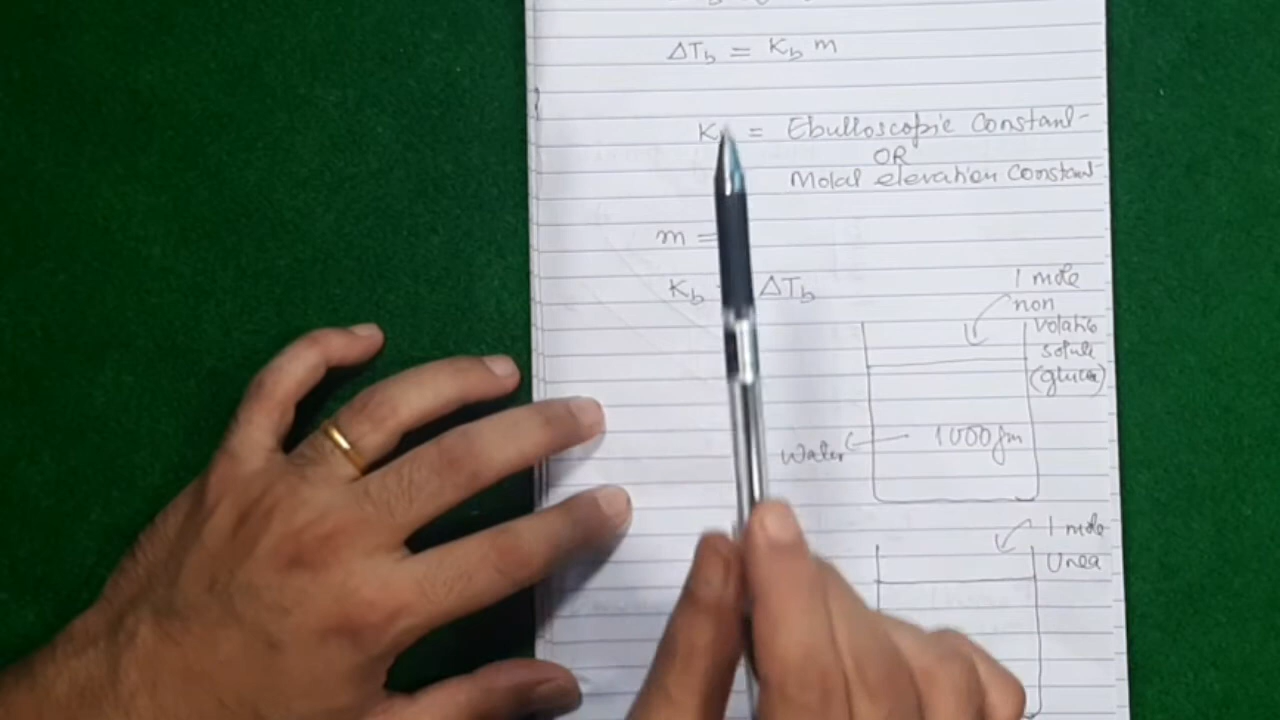 ΔTb = Kb m
K = Ebulloscopic Constant
OR
Molal elevation Constant
m =
Kb ΔTb
1 mole
non
volatile
solute
(glucose)
1000 gm
Water
1 mole
Urea